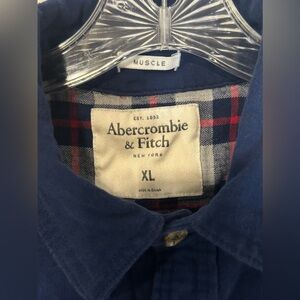 MUSCLE
EST. 1892
Abercrombie
& Fitch
NEW YORK
XL